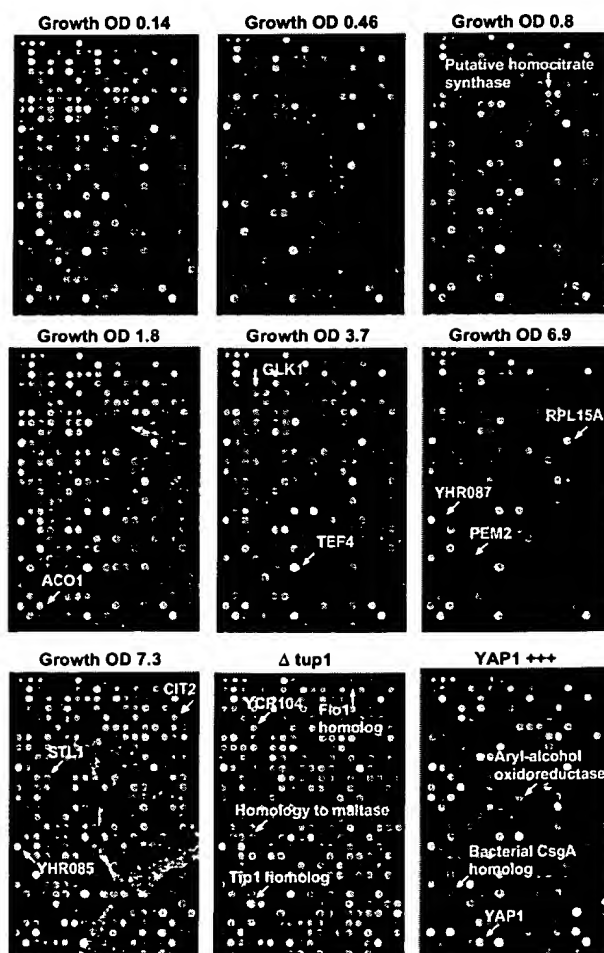 Growth OD 0.14
Growth OD 0.46
Growth OD 0.8
Putative homocitrate
synthase
Growth OD 1.8
Growth OD 3.7
Growth OD 6.9
GLK1
RPL15A
YHR087
PEM2
TEF4
ACO1
Growth OD 7.3
Δ tup1
YAP1 +++
CIT2
YCR104
Flo1
homolog
STL1
Aryl-alcohol
oxidoreductase
Homology to maltase
YHR085
Tip1 homolog
Bacterial CsgA
homolog
YAP1